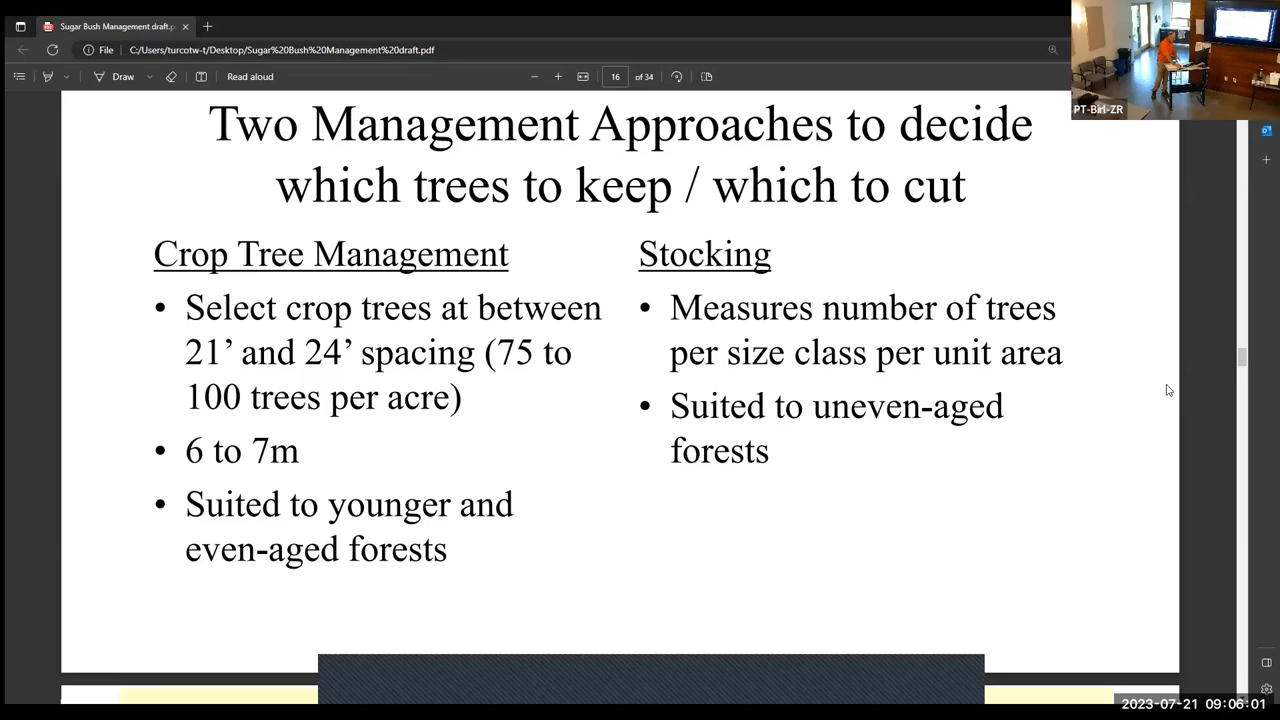 Sugar Bush Management draft.p
File
C:/Users/turcotw-t/Desktop/Sugar%20Bush%20Management%20draft.pdf
Draw
Read aloud
16
of 34
PT-Birl-ZR
Two Management Approaches to decide
which trees to keep / which to cut
Crop Tree Management
• Select crop trees at between
21’ and 24’ spacing (75 to
100 trees per acre)
• 6 to 7m
• Suited to younger and
even-aged forests
Stocking
• Measures number of trees
per size class per unit area
• Suited to uneven-aged
forests
2023-07-21 09:06:01